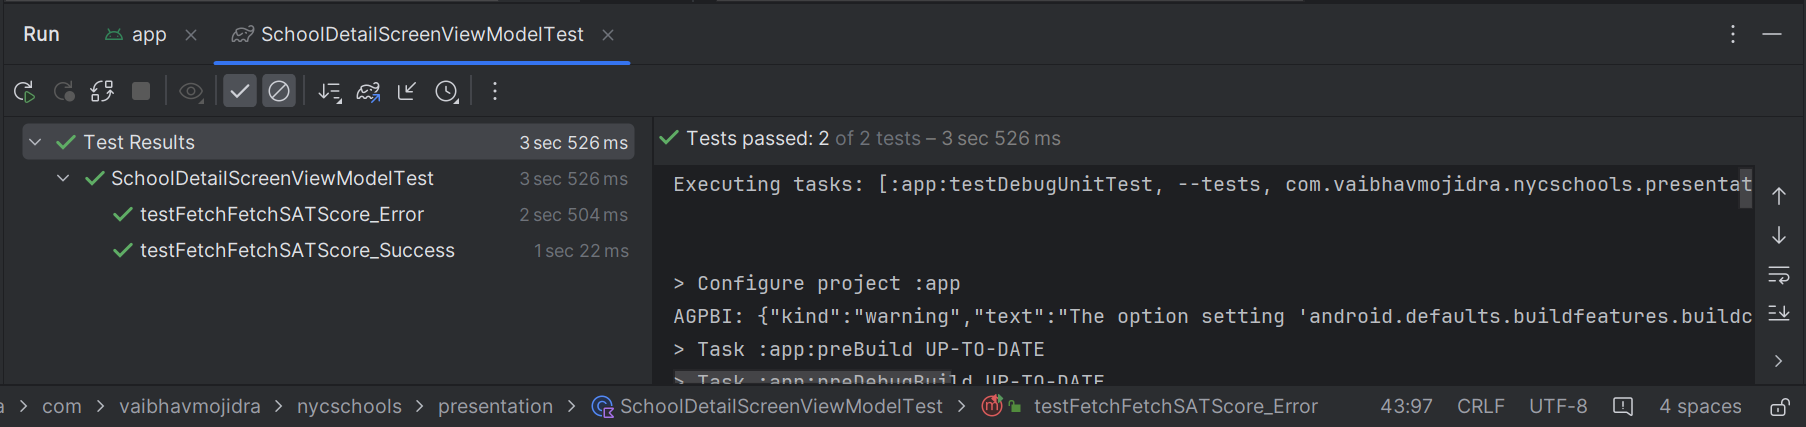 Run app SchoolDetailScreenViewModelTest
Test Results 3 sec 526 ms
SchoolDetailScreenViewModelTest 3 sec 526 ms
testFetchFetchSATScore_Error 2 sec 504 ms
testFetchFetchSATScore_Success 1 sec 22 ms
Tests passed: 2 of 2 tests – 3 sec 526 ms
Executing tasks: [:app:testDebugUnitTest, --tests, com.vaibhavmojidra.nycschools.presentat
> Configure project :app
AGPBI: {"kind":"warning","text":"The option setting 'android.defaults.buildfeatures.buildc
> Task :app:preBuild UP-TO-DATE
> Task :app:preDebugBuild UP-TO-DATE
a > com > vaibhavmojidra > nycschools > presentation > SchoolDetailScreenViewModelTest > testFetchFetchSATScore_Error 43:97 CRLF UTF-8 4 spaces